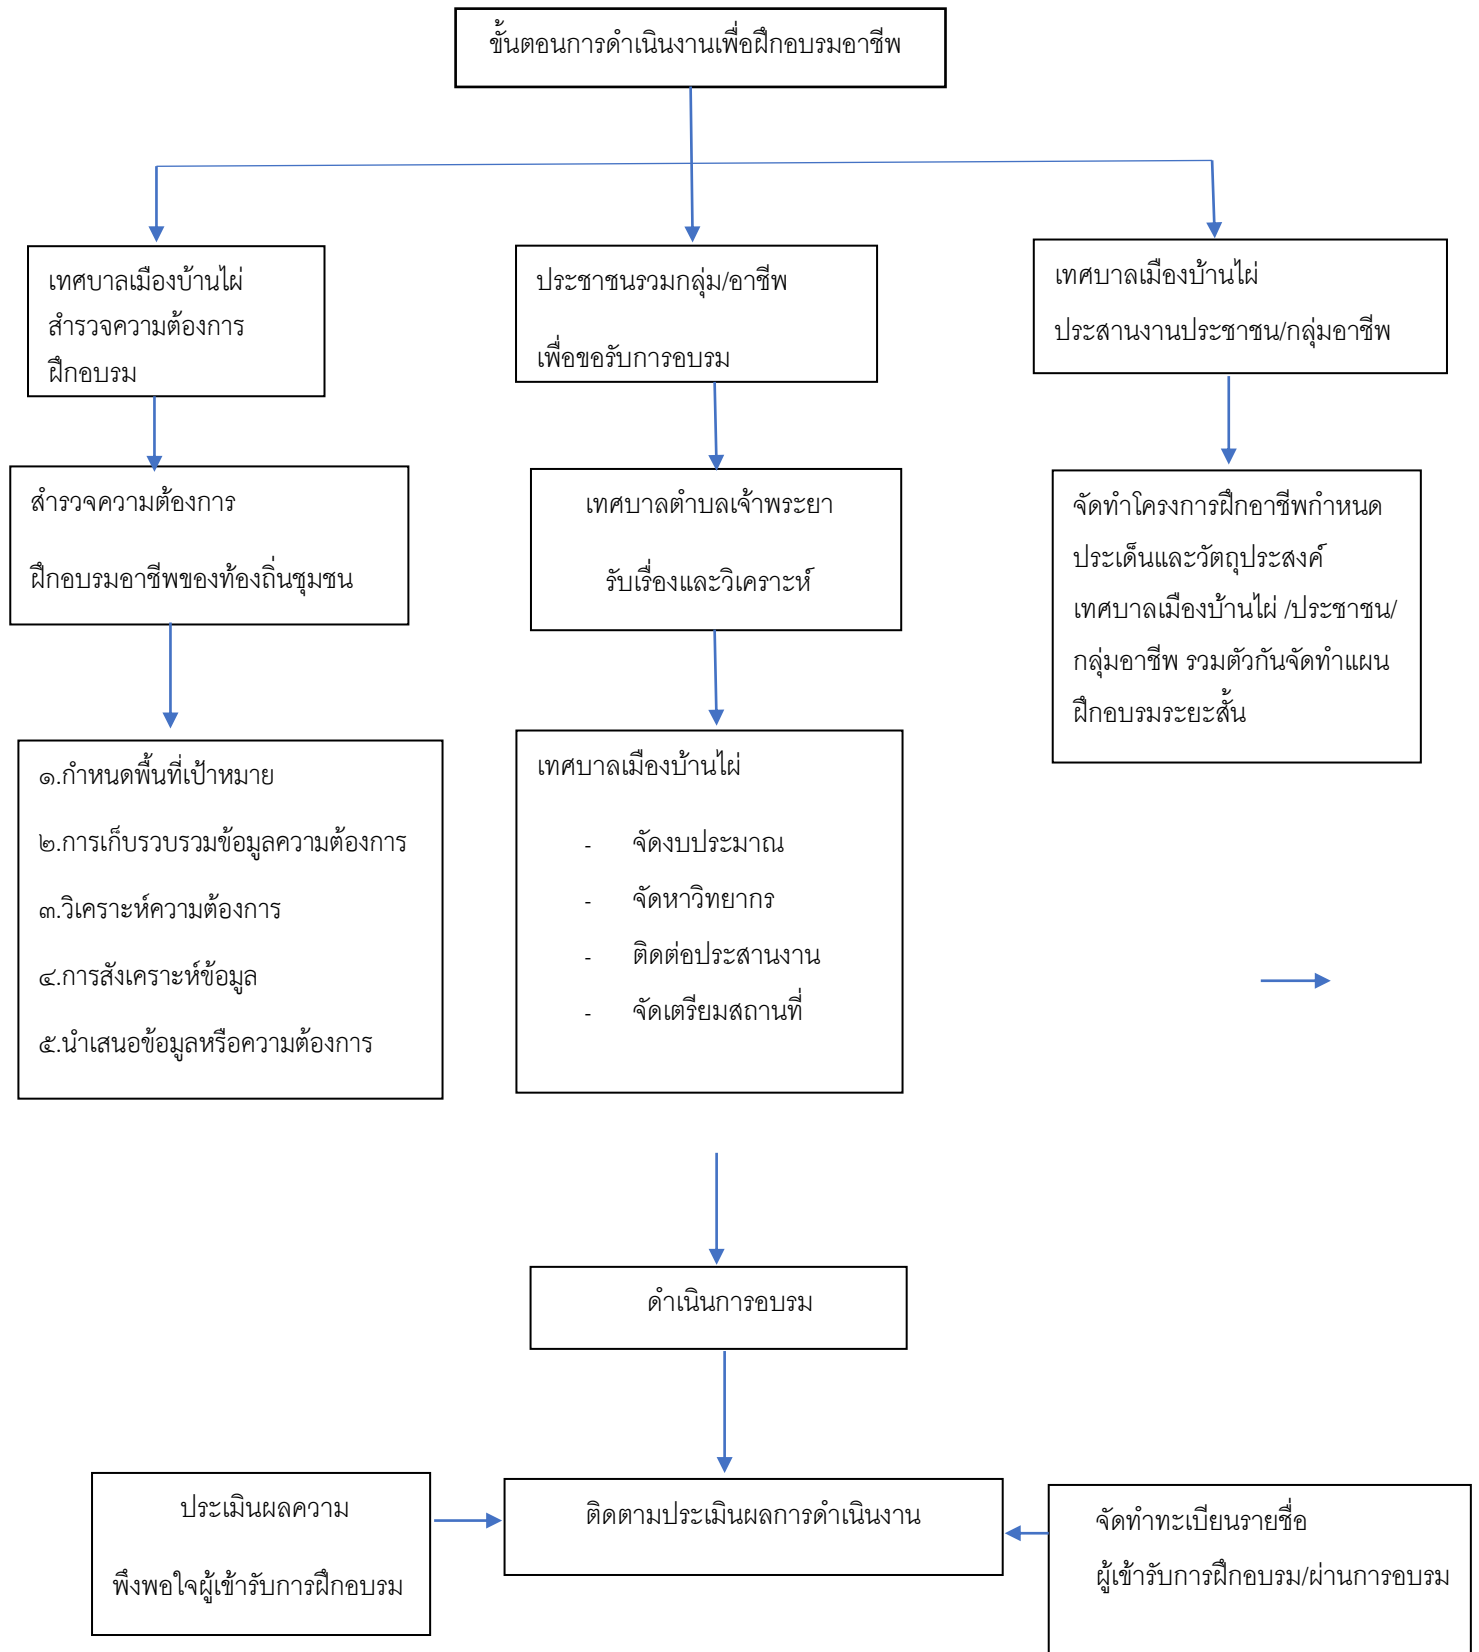 ขั้นตอนการดำเนินงานเพื่อฝึกอบรมอาชีพ
เทศบาลเมืองบ้านไผ่
สำรวจความต้องการ
ฝึกอบรม
ประชาชนรวมกลุ่ม/อาชีพ
เพื่อขอรับการอบรม
เทศบาลเมืองบ้านไผ่
ประสานงานประชาชน/กลุ่มอาชีพ
สำรวจความต้องการ
ฝึกอบรมอาชีพของท้องถิ่นชุมชน
เทศบาลตำบลเจ้าพระยา
รับเรื่องและวิเคราะห์
จัดทำโครงการฝึกอาชีพกำหนด
ประเด็นและวัตถุประสงค์
เทศบาลเมืองบ้านไผ่ /ประชาชน/
กลุ่มอาชีพ รวมตัวกันจัดทำแผน
ฝึกอบรมระยะสั้น
๑.กำหนดพื้นที่เป้าหมาย
๒.การเก็บรวบรวมข้อมูลความต้องการ
๓.วิเคราะห์ความต้องการ
๔.การสังเคราะห์ข้อมูล
๕.นำเสนอข้อมูลหรือความต้องการ
เทศบาลเมืองบ้านไผ่
- จัดงบประมาณ
- จัดหาวิทยากร
- ติดต่อประสานงาน
- จัดเตรียมสถานที่
ดำเนินการอบรม
ประเมินผลความ
พึงพอใจผู้เข้ารับการฝึกอบรม
ติดตามประเมินผลการดำเนินงาน
จัดทำทะเบียนรายชื่อ
ผู้เข้ารับการฝึกอบรม/ผ่านการอบรม